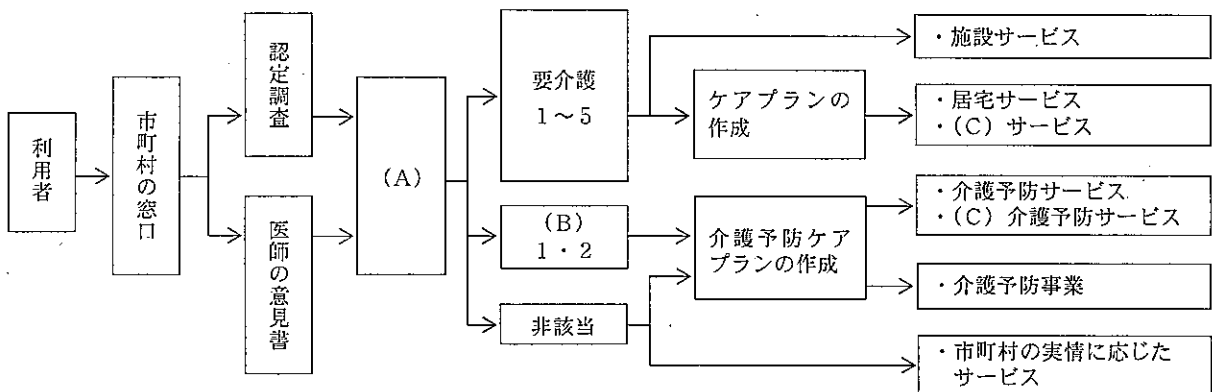 利用者
市町村の窓口
認定調査
医師の意見書
(A)
要介護
1～5
(B)
1・2
非該当
ケアプランの
作成
介護予防ケア
プランの作成
・施設サービス
・居宅サービス
・(C) サービス
・介護予防サービス
・(C) 介護予防サービス
・介護予防事業
・市町村の実情に応じた
サービス